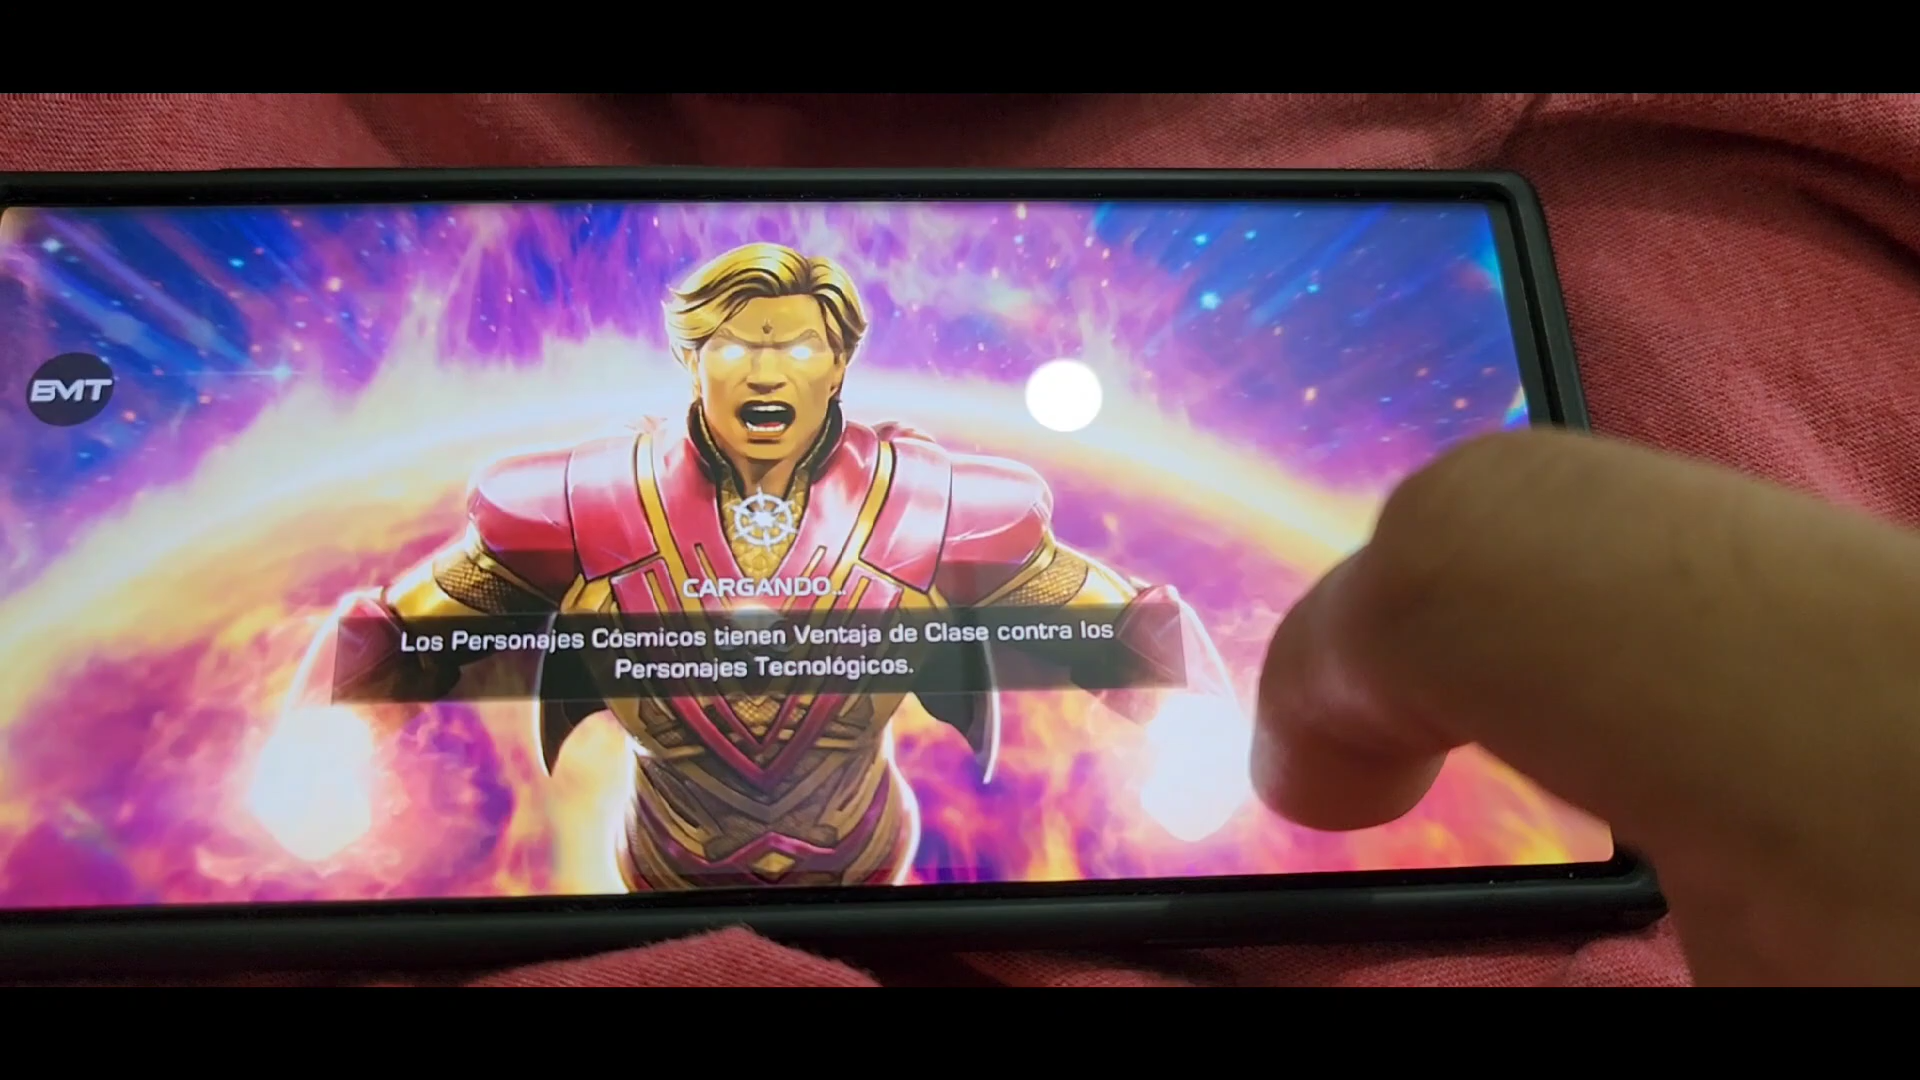 BMT
CARGANDO...
Los Personajes Cósmicos tienen Ventaja de Clase contra los
Personajes Tecnológicos.